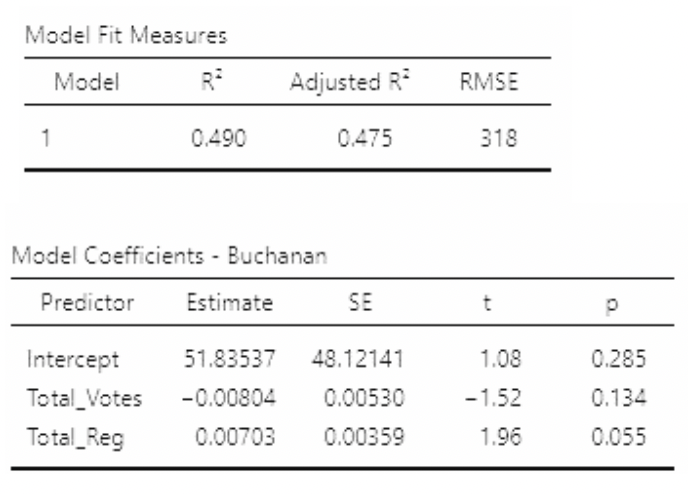 Model Fit Measures
Model R² Adjusted R² RMSE
1 0.490 0.475 318
Model Coefficients - Buchanan
Predictor Estimate SE t p
Intercept 51.83537 48.12141 1.08 0.285
Total_Votes −0.00804 0.00530 −1.52 0.134
Total_Reg 0.00703 0.00359 1.96 0.055